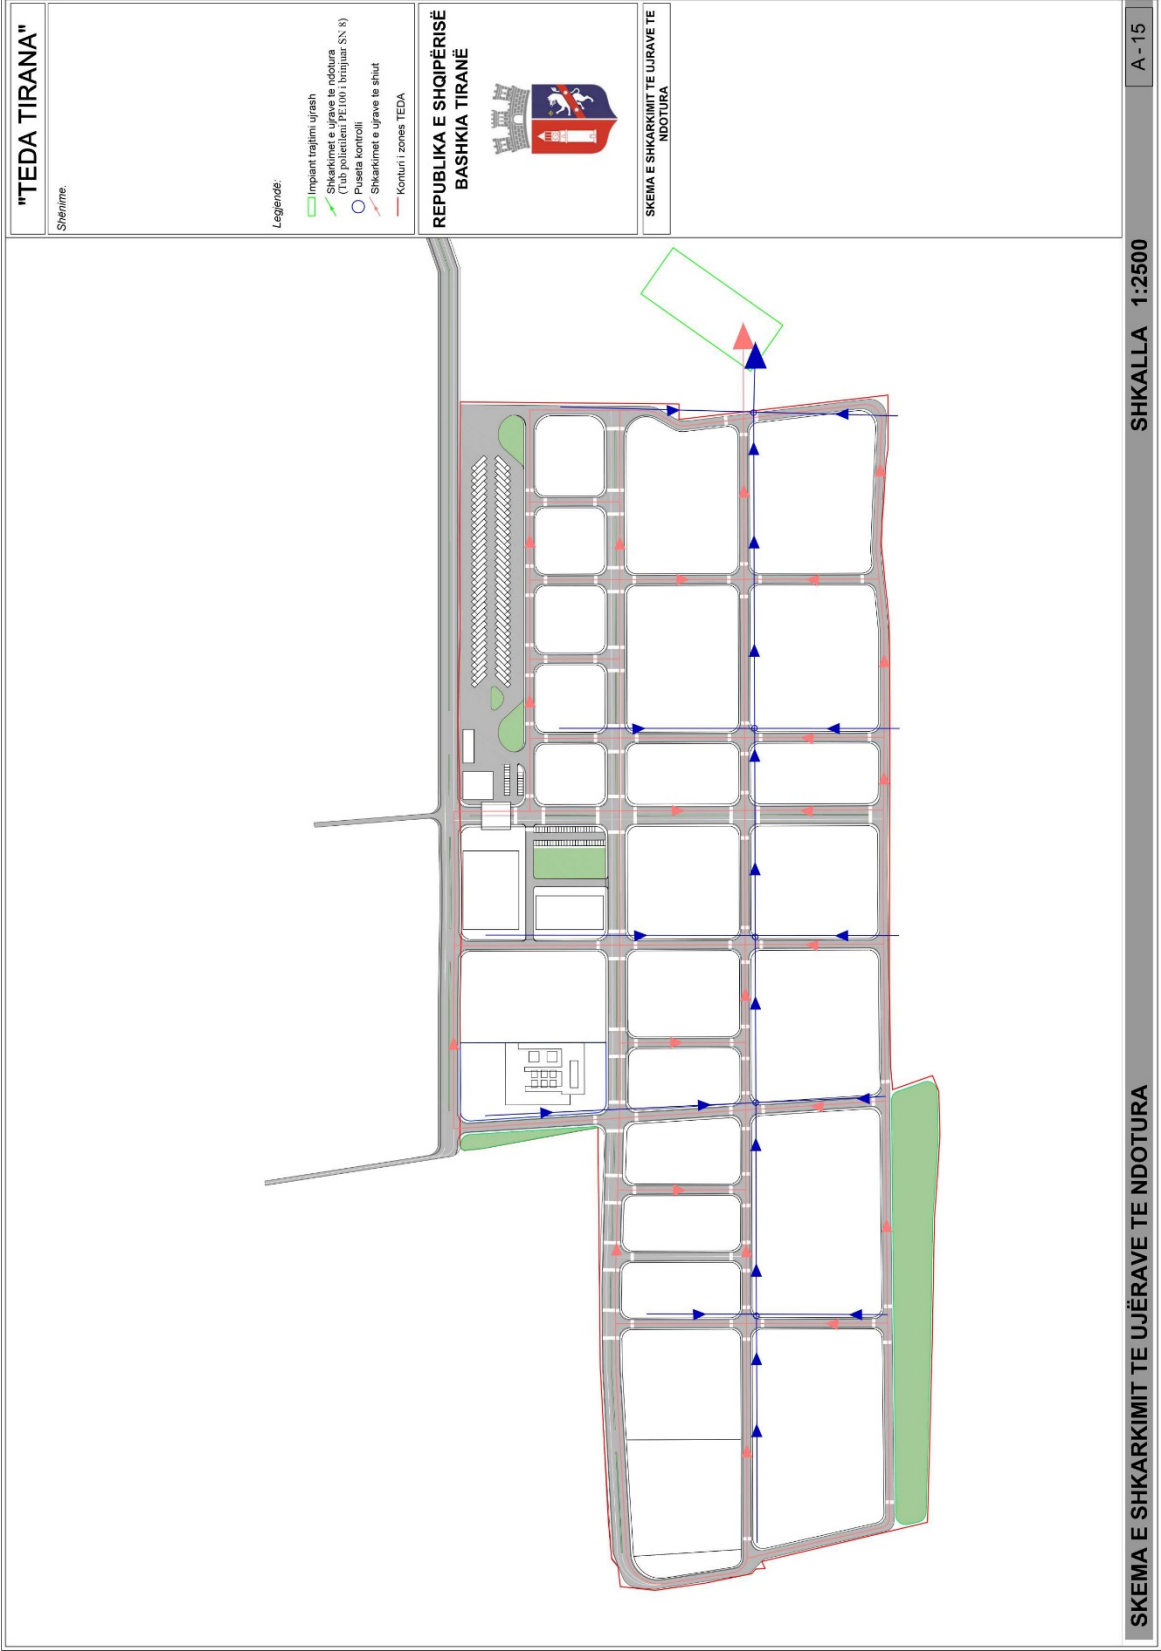 "TEDA TIRANA"
Shënime.
Legjendë:
Impiant trajtimi ujrash
Shkarkimet e ujrave te ndotura
(Tub polietileni PE100 i brinjuar SN 8)
Puseta kontrolli
Shkarkimet e ujrave te shiut
Konturi i zones TEDA
REPUBLIKA E SHQIPËRISË
BASHKIA TIRANË
SKEMA E SHKARKIMIT TE UJRAVE TE
NDOTURA
SKEMA E SHKARKIMIT TE UJËRAVE TE NDOTURA
SHKALLA 1:2500
A - 15